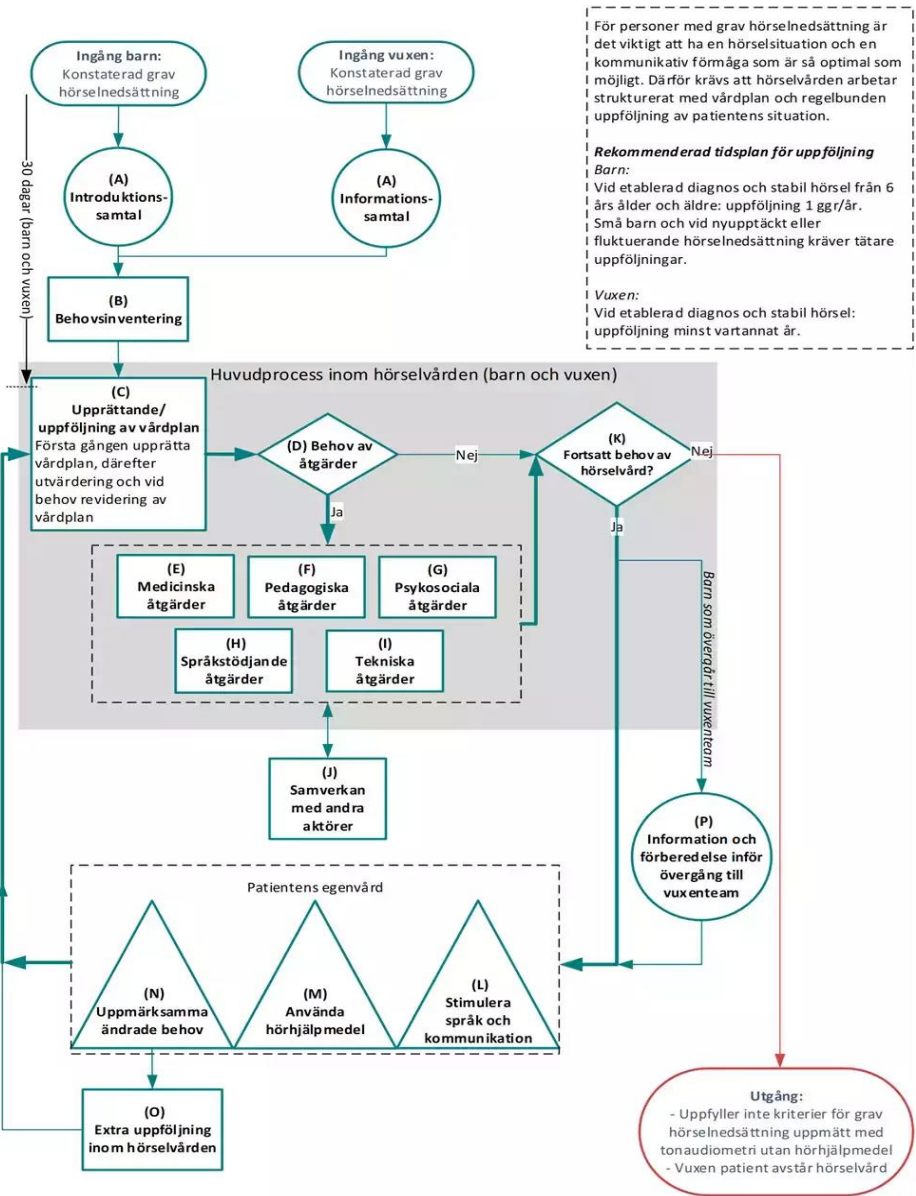 Ingång barn:
Konstaterad grav
hörselnedsättning
Ingång vuxen:
Konstaterad grav
hörselnedsättning
För personer med grav hörselnedsättning är
det viktigt att ha en hörselsituation och en
kommunikativ förmåga som är så optimal som
möjligt. Därför krävs att hörselvården arbetar
strukturerat med vårdplan och regelbunden
uppföljning av patientens situation.
Rekommenderad tidsplan för uppföljning
Barn:
Vid etablerad diagnos och stabil hörsel från 6
års ålder och äldre: uppföljning 1 ggr/år.
Små barn och vid nyupptäckt eller
fluktuerande hörselnedsättning kräver tätare
uppföljningar.
Vuxen:
Vid etablerad diagnos och stabil hörsel:
uppföljning minst vartannat år.
30 dagar (barn och vuxen)
(A)
Introduktions-
samtal
(A)
Informations-
samtal
(B)
Behovsinventering
Huvudprocess inom hörselvården (barn och vuxen)
(C)
Upprättande/
uppföljning av vårdplan
Första gången upprätta
vårdplan, därefter
utvärdering och vid
behov revidering av
vårdplan
(D) Behov av
åtgärder
Nej
Ja
(K)
Fortsatt behov av
hörselvård?
Nej
Ja
(E)
Medicinska
åtgärder
(F)
Pedagogiska
åtgärder
(G)
Psykosociala
åtgärder
(H)
Språkstödjande
åtgärder
(I)
Tekniska
åtgärder
Barn som övergår till vuxenteam
(J)
Samverkan
med andra
aktörer
(P)
Information och
förberedelse inför
övergång till
vuxenteam
Patientens egenvård
(N)
Uppmärksamma
ändrade behov
(M)
Använda
hörhjälpmedel
(L)
Stimulera
språk och
kommunikation
(O)
Extra uppföljning
inom hörselvården
Utgång:
- Uppfyller inte kriterier för grav
hörselnedsättning uppmätt med
tonaudiometri utan hörhjälpmedel
- Vuxen patient avstår hörselvård